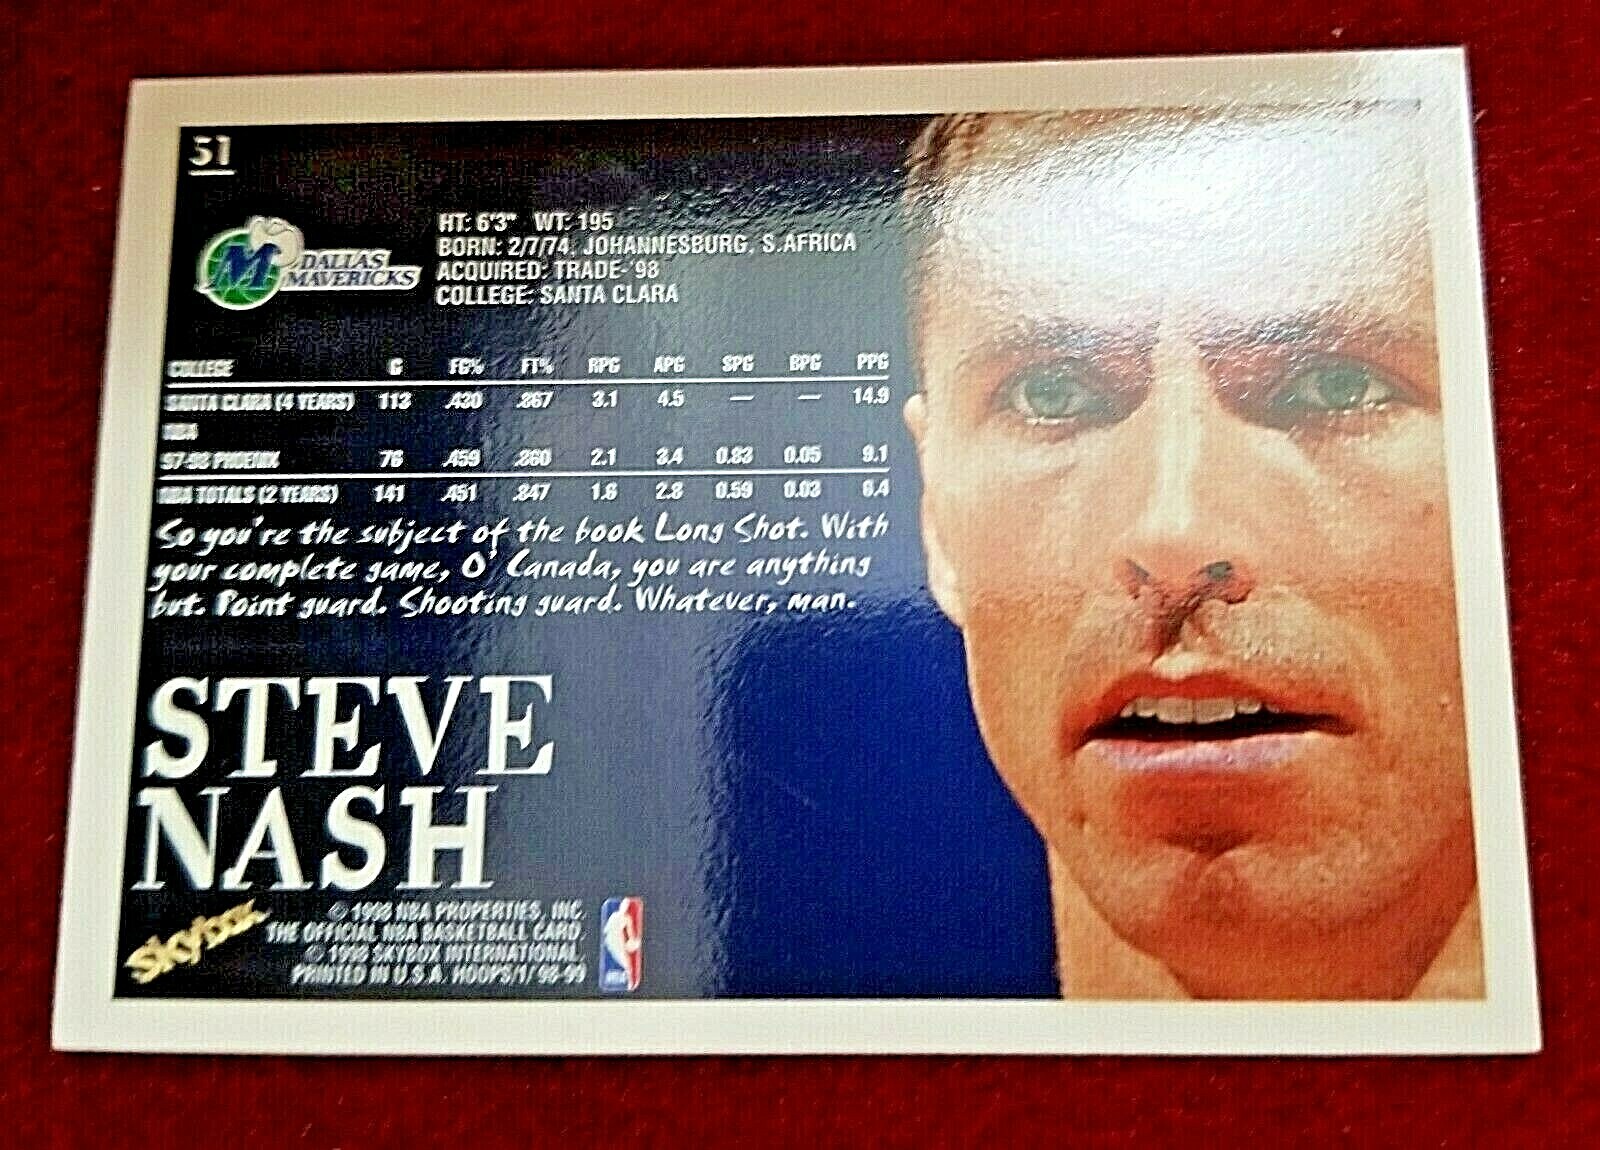 51
DALLAS
MAVERICKS
HT: 6'3" WT: 195
BORN: 2/7/74, JOHANNESBURG, S.AFRICA
ACQUIRED: TRADE-'98
COLLEGE: SANTA CLARA
COLLEGE G FG% FT% RPG APG SPG BPG PPG
SANTA CLARA (4 YEARS) 113 .430 .867 3.1 4.5 — — 14.9
NBA
97-98 PHOENIX 76 .459 .860 2.1 3.4 0.83 0.05 9.1
NBA TOTALS (2 YEARS) 141 .451 .847 1.6 2.8 0.59 0.03 6.4
So you're the subject of the book Long Shot. With
your complete game, O' Canada, you are anything
but. Point guard. Shooting guard. Whatever, man.
STEVE
NASH
SkyBox
© 1998 NBA PROPERTIES, INC.
THE OFFICIAL NBA BASKETBALL CARD.
© 1998 SKYBOX INTERNATIONAL.
PRINTED IN U.S.A. HOOPS/1/ 98-99
NBA